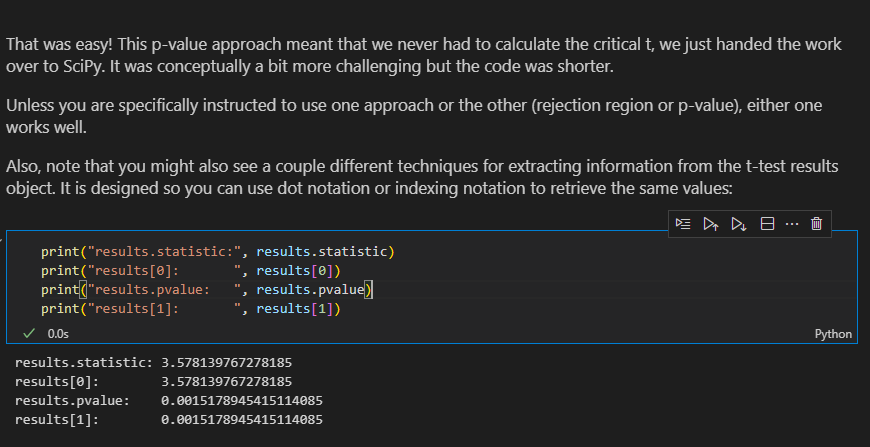 That was easy! This p-value approach meant that we never had to calculate the critical t, we just handed the work
over to SciPy. It was conceptually a bit more challenging but the code was shorter.
Unless you are specifically instructed to use one approach or the other (rejection region or p-value), either one
works well.
Also, note that you might also see a couple different techniques for extracting information from the t-test results
object. It is designed so you can use dot notation or indexing notation to retrieve the same values:
print("results.statistic:", results.statistic)
print("results[0]:       ", results[0])
print("results.pvalue:   ", results.pvalue)
print("results[1]:       ", results[1])
0.0s
Python
results.statistic: 3.578139767278185
results[0]:        3.578139767278185
results.pvalue:    0.0015178945415114085
results[1]:        0.0015178945415114085